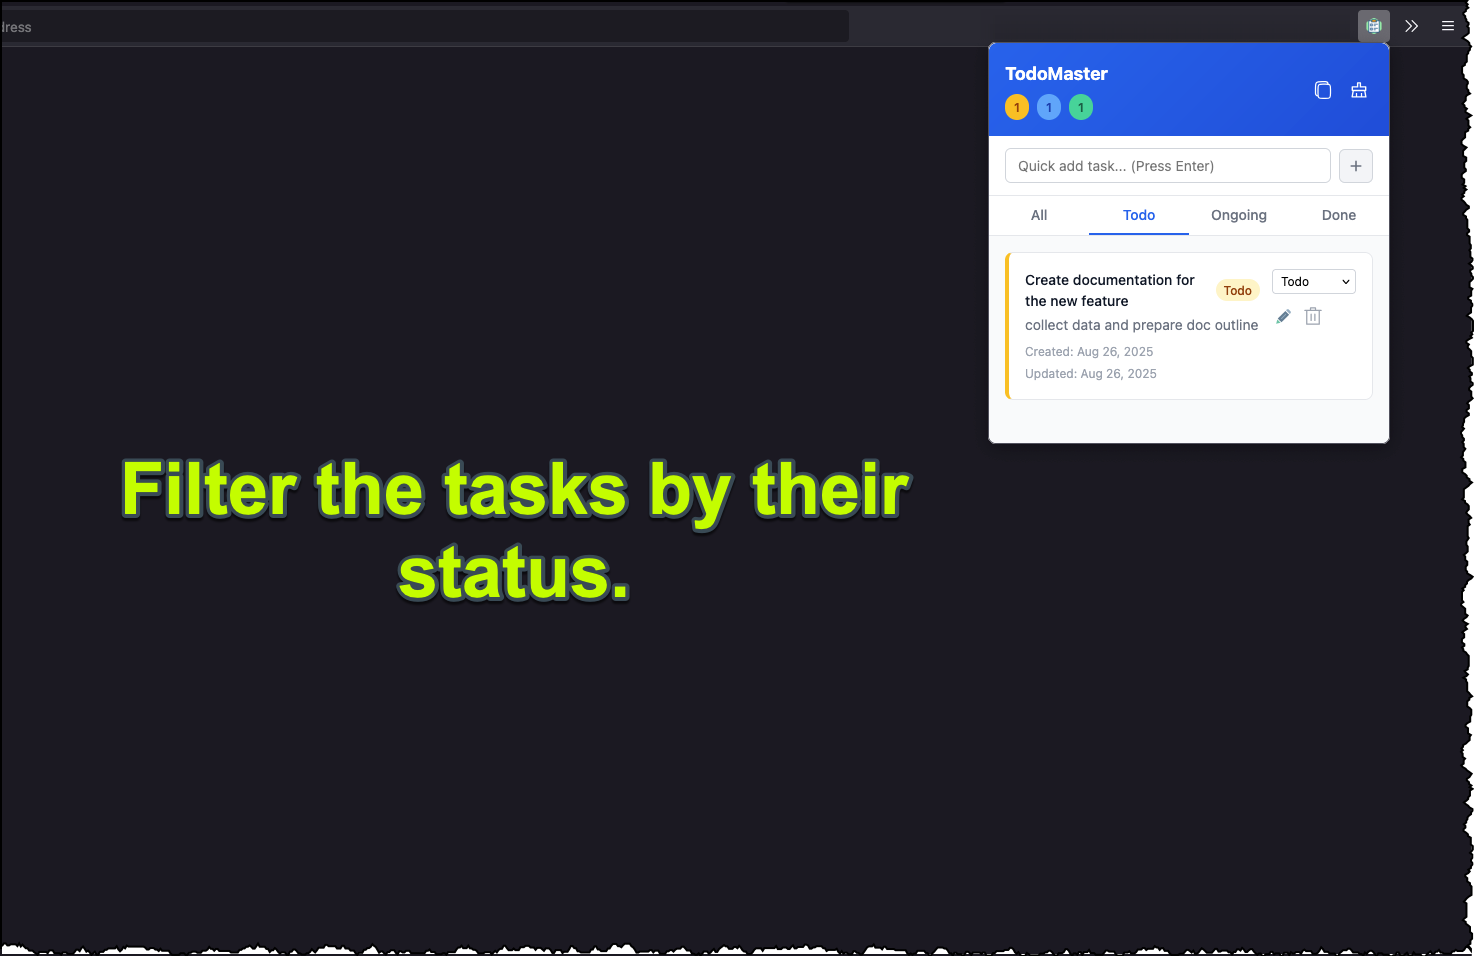 TodoMaster
1 1 1
Quick add task... (Press Enter)
All Todo Ongoing Done
Create documentation for
the new feature
Todo
Todo
collect data and prepare doc outline
Created: Aug 26, 2025
Updated: Aug 26, 2025
Filter the tasks by their
status.